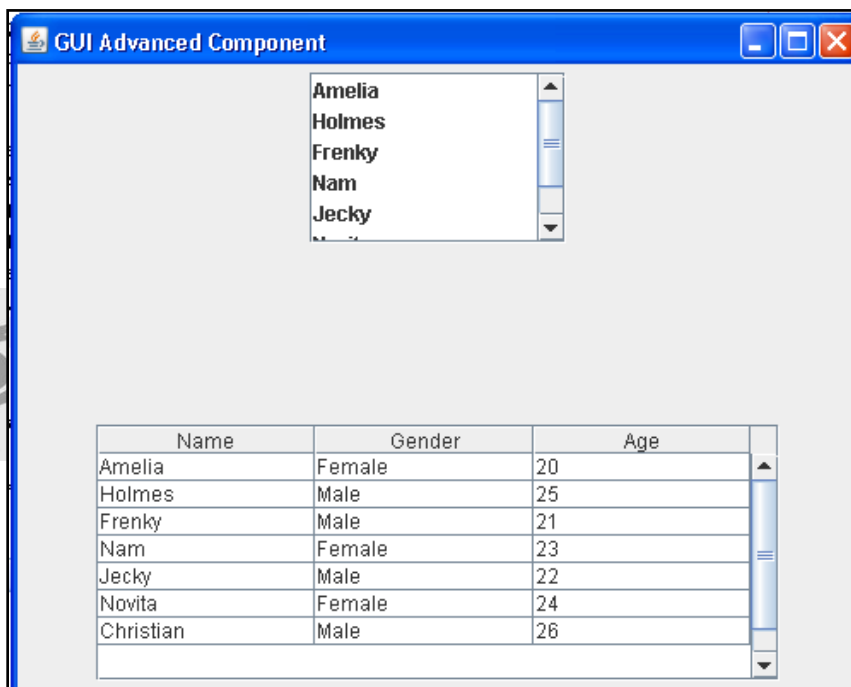 GUI Advanced Component
Amelia
Holmes
Frenky
Nam
Jecky
Name Gender Age
Amelia Female 20
Holmes Male 25
Frenky Male 21
Nam Female 23
Jecky Male 22
Novita Female 24
Christian Male 26